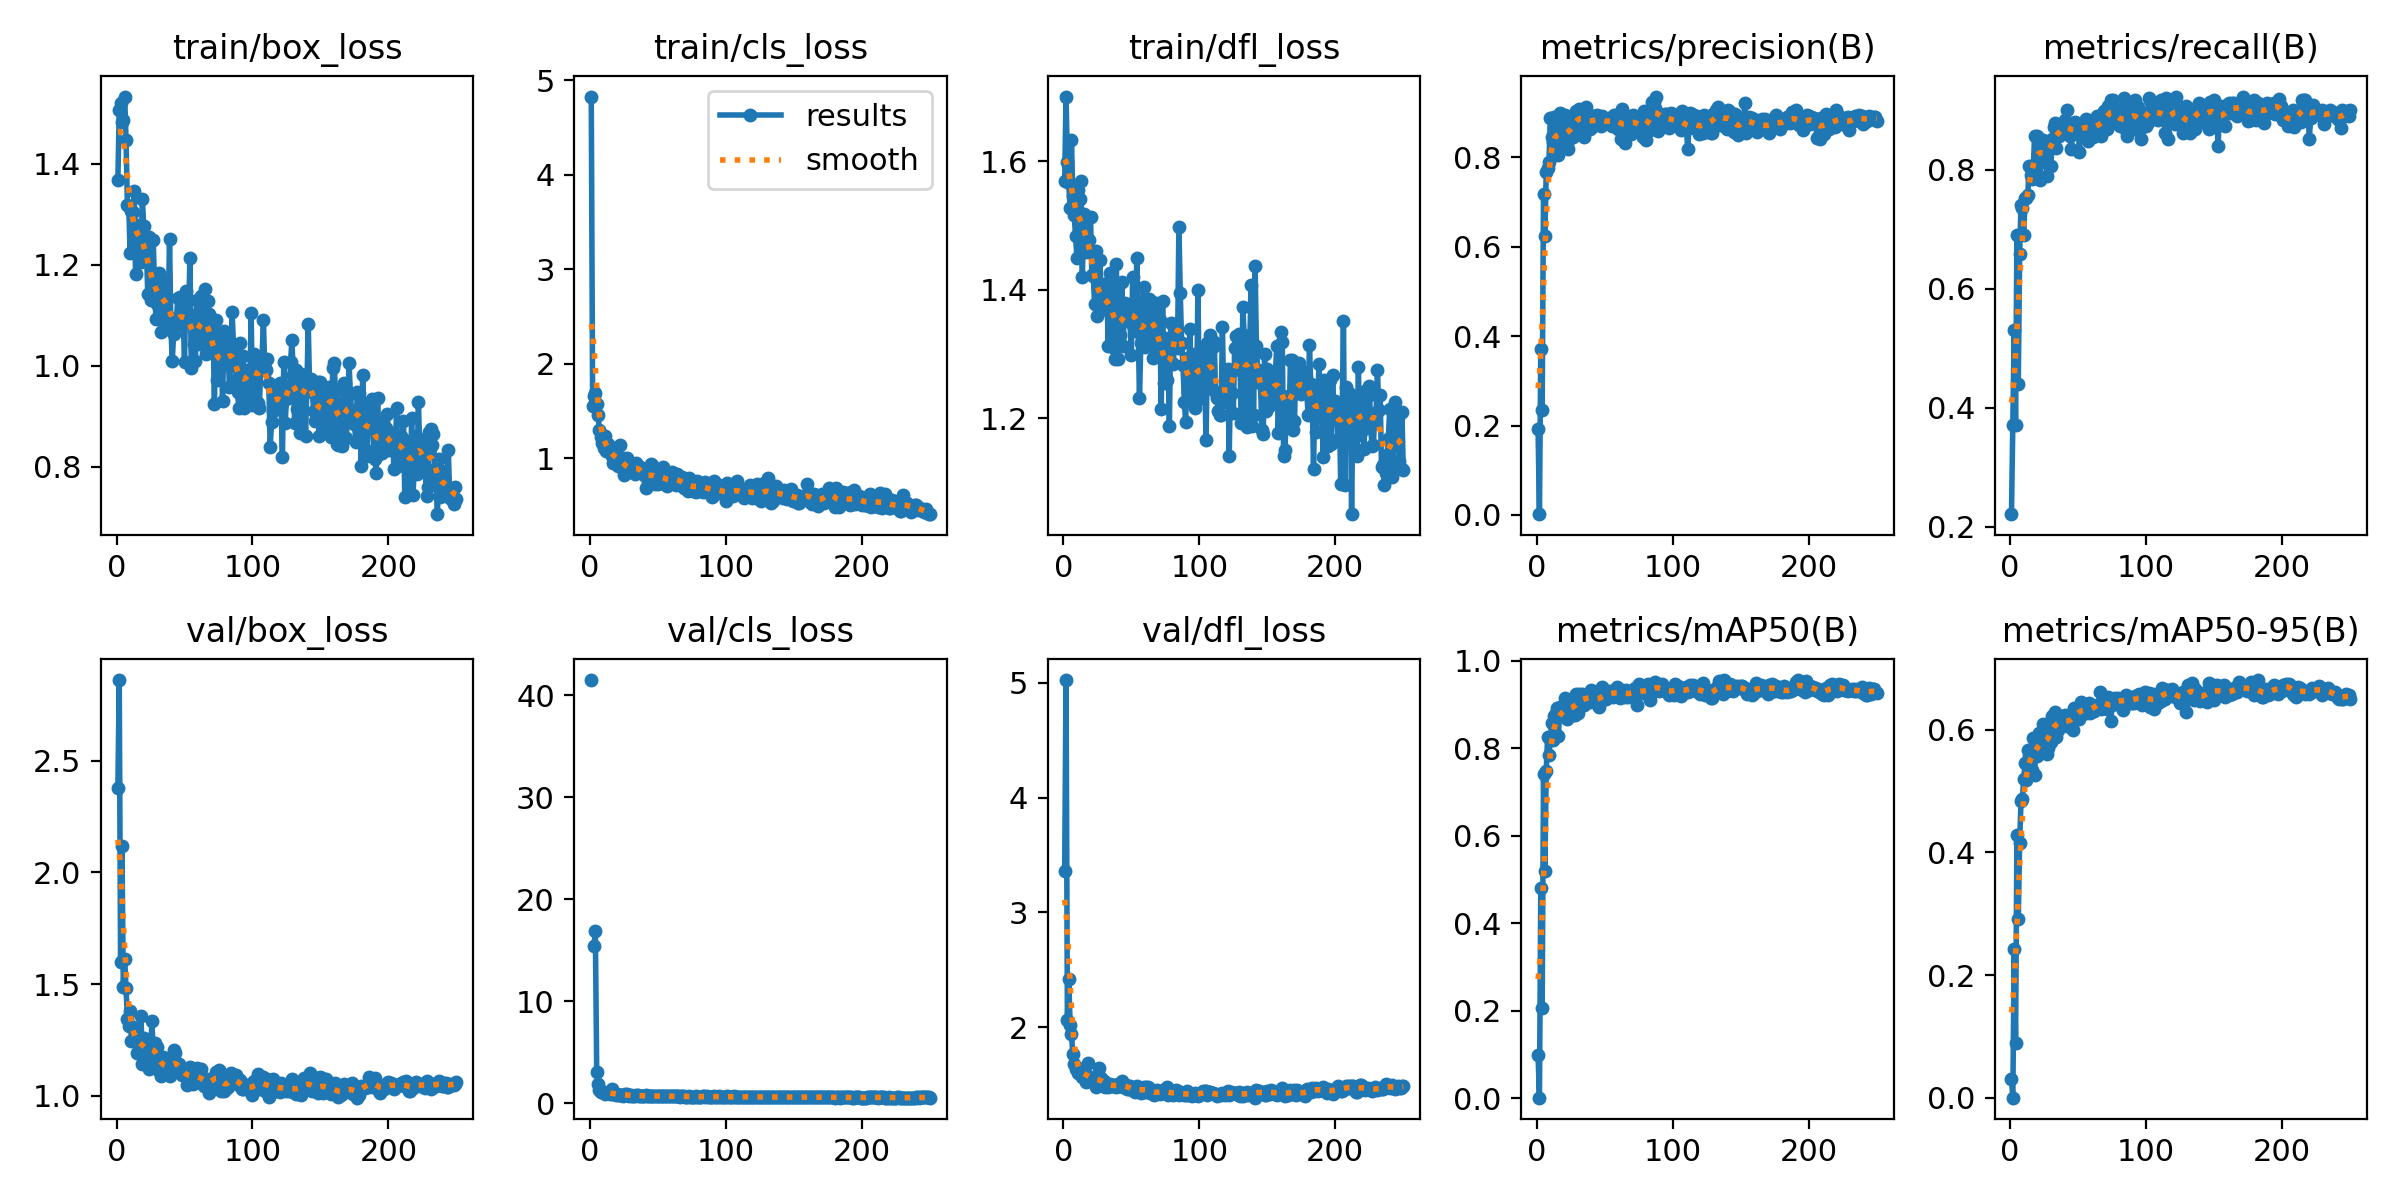 train/box_loss
1.4
1.2
1.0
0.8
0 100 200
train/cls_loss
results
smooth
5
4
3
2
1
0 100 200
train/dfl_loss
1.6
1.4
1.2
0 100 200
metrics/precision(B)
0.8
0.6
0.4
0.2
0.0
0 100 200
metrics/recall(B)
0.8
0.6
0.4
0.2
0 100 200
val/box_loss
2.5
2.0
1.5
1.0
0 100 200
val/cls_loss
40
30
20
10
0
0 100 200
val/dfl_loss
5
4
3
2
0 100 200
metrics/mAP50(B)
1.0
0.8
0.6
0.4
0.2
0.0
0 100 200
metrics/mAP50-95(B)
0.6
0.4
0.2
0.0
0 100 200